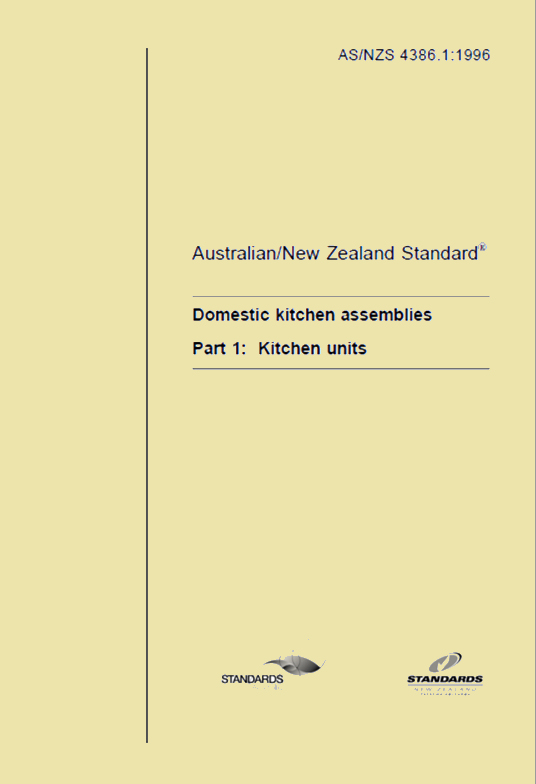 AS/NZS 4386.1:1996
Australian/New Zealand Standard®
Domestic kitchen assemblies
Part 1: Kitchen units
STANDARDS
STANDARDS
NEW ZEALAND